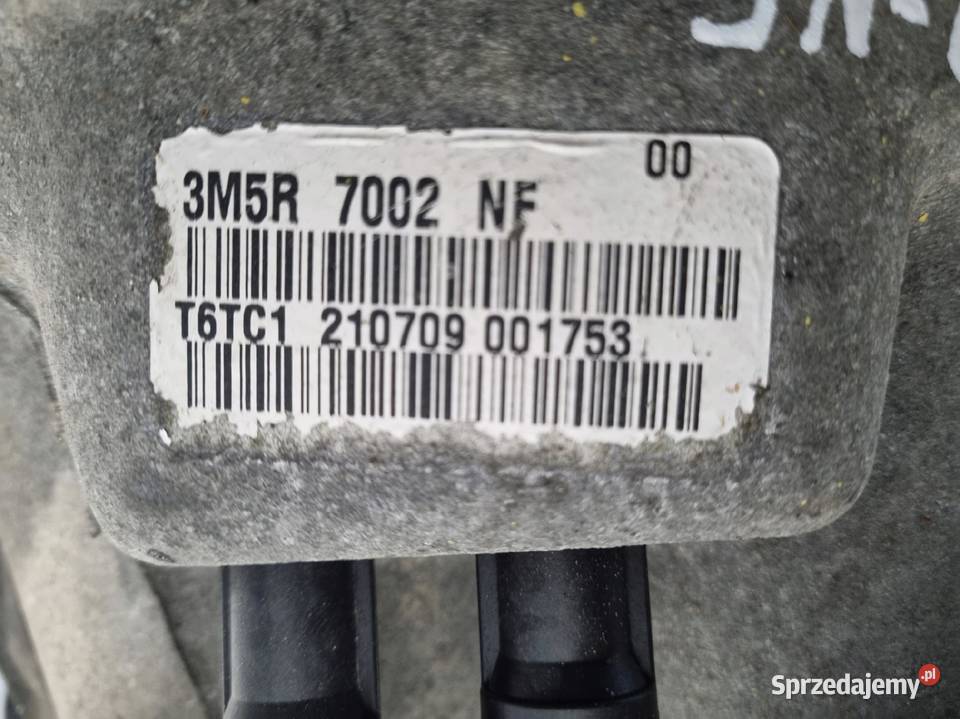 00
3M5R 7002 NF
T6TC1 210709 001753
Sprzedajemy.pl